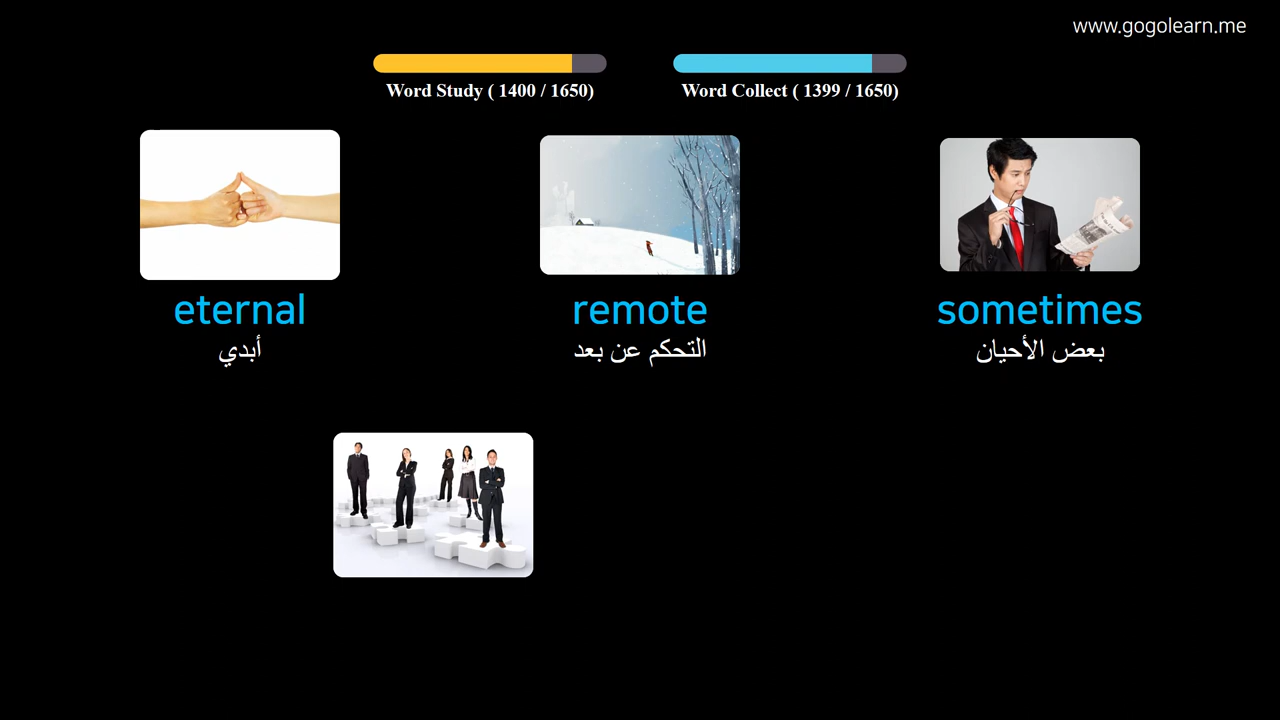 www.gogolearn.me
Word Study ( 1400 / 1650)
Word Collect ( 1399 / 1650)
eternal
أبدي
remote
التحكم عن بعد
sometimes
بعض الأحيان